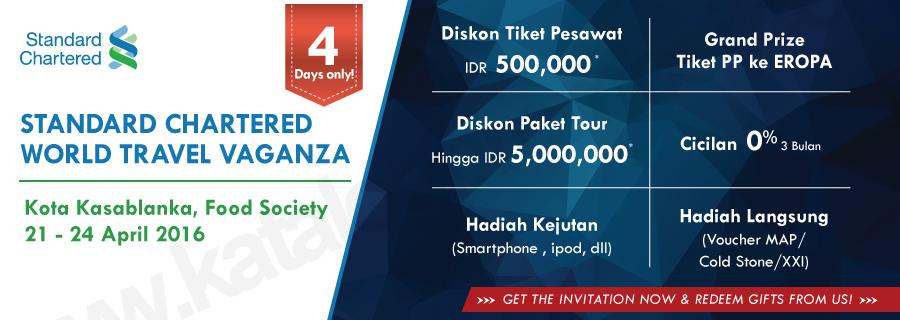 Standard
Chartered
4
Days only!
STANDARD CHARTERED
WORLD TRAVEL VAGANZA
Kota Kasablanka, Food Society
21 - 24 April 2016
Diskon Tiket Pesawat
IDR 500,000*
Grand Prize
Tiket PP ke EROPA
Diskon Paket Tour
Hingga IDR 5,000,000*
Cicilan 0% 3 Bulan
Hadiah Kejutan
(Smartphone , ipod, dll)
Hadiah Langsung
(Voucher MAP/
Cold Stone/XXI)
>>> GET THE INVITATION NOW & REDEEM GIFTS FROM US! >>>